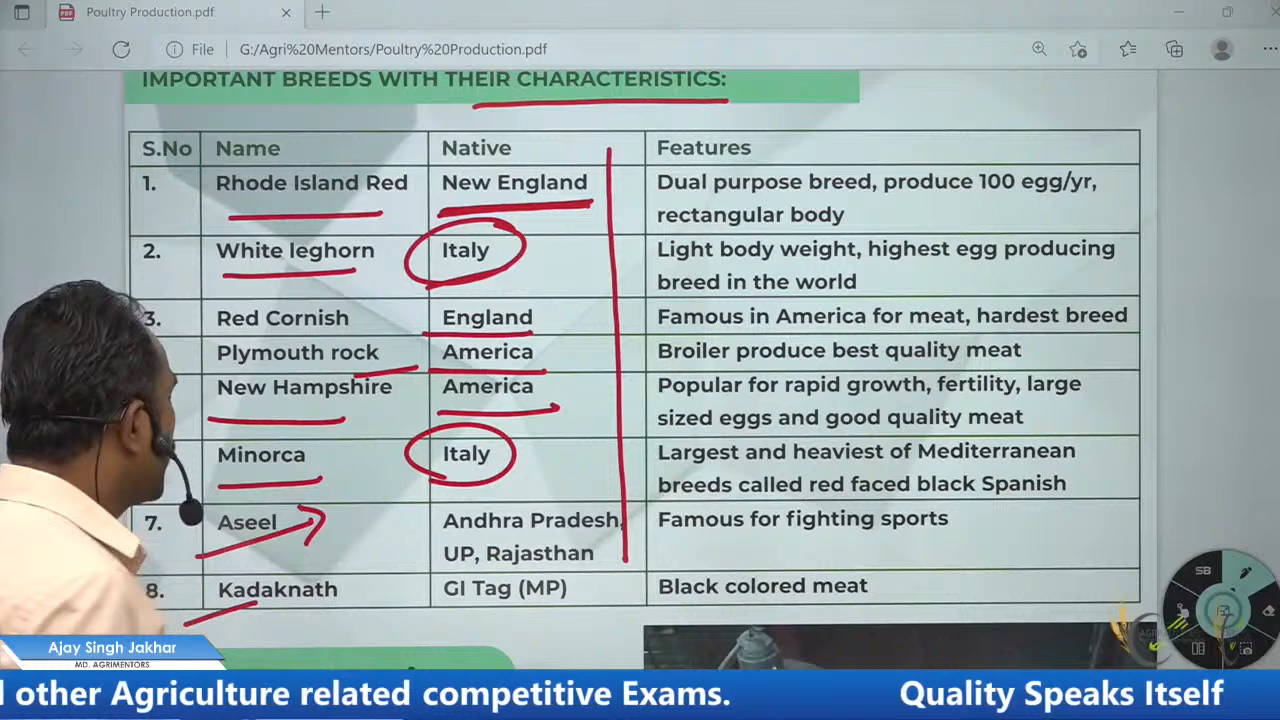 Poultry Production.pdf
File
G:/Agri%20Mentors/Poultry%20Production.pdf
IMPORTANT BREEDS WITH THEIR CHARACTERISTICS:
S.No Name Native Features
1. Rhode Island Red New England Dual purpose breed, produce 100 egg/yr,
rectangular body
2. White leghorn Italy Light body weight, highest egg producing
breed in the world
3. Red Cornish England Famous in America for meat, hardest breed
Plymouth rock America Broiler produce best quality meat
New Hampshire America Popular for rapid growth, fertility, large
sized eggs and good quality meat
Minorca Italy Largest and heaviest of Mediterranean
breeds called red faced black Spanish
7. Aseel Andhra Pradesh, Famous for fighting sports
UP, Rajasthan
8. Kadaknath GI Tag (MP) Black colored meat
SB
Ajay Singh Jakhar
MD. AGRIMENTORS
other Agriculture related competitive Exams. Quality Speaks Itself